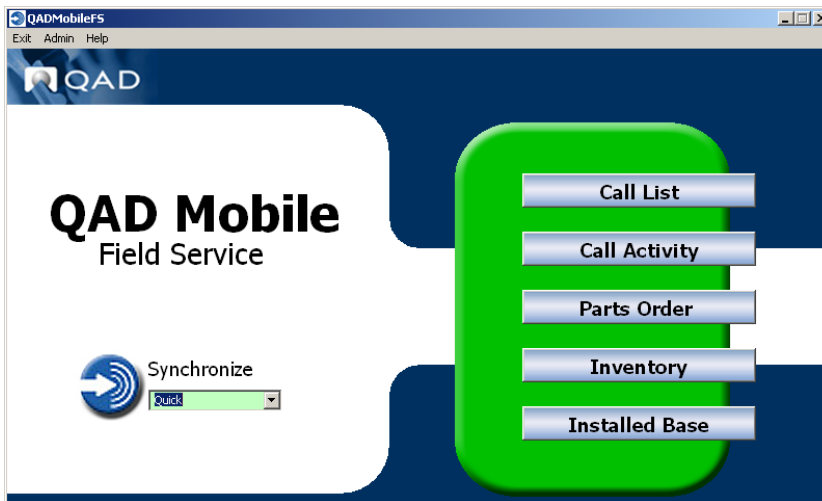 QADMobileFS
Exit Admin Help
QAD
QAD Mobile
Field Service
Synchronize
Quick
Call List
Call Activity
Parts Order
Inventory
Installed Base